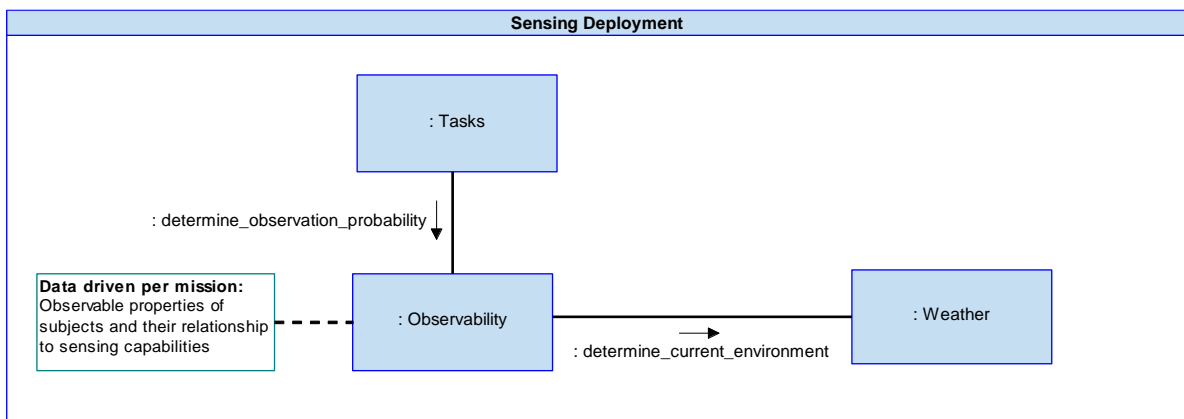 Sensing Deployment
: Tasks
: determine_observation_probability
Data driven per mission:
Observable properties of
subjects and their relationship
to sensing capabilities
: Observability
: Weather
: determine_current_environment